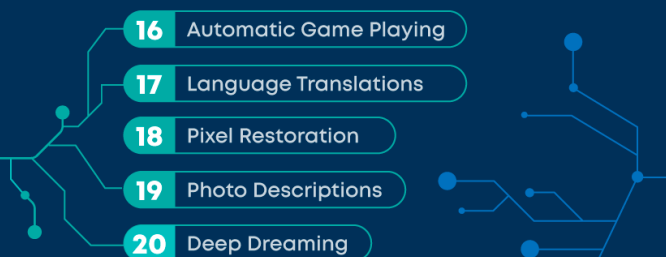 16 Automatic Game Playing
17 Language Translations
18 Pixel Restoration
19 Photo Descriptions
20 Deep Dreaming